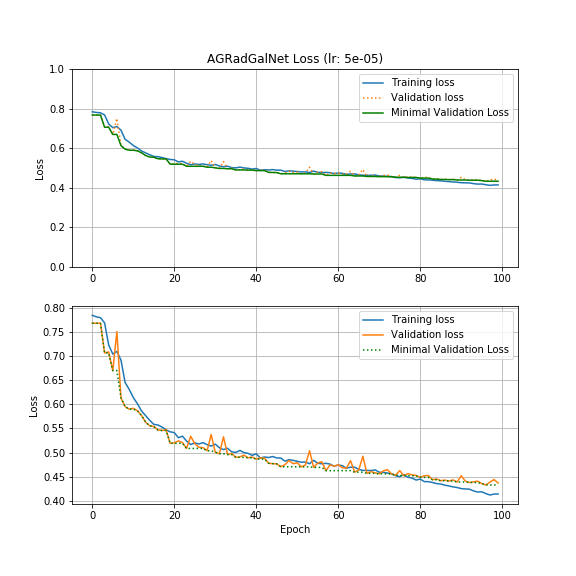 AGRadGalNet Loss (lr: 5e-05)
1.0
0.8
0.6
0.4
0.2
0.0
Loss
Training loss
Validation loss
Minimal Validation Loss
0 20 40 60 80 100
0.80
0.75
0.70
0.65
0.60
0.55
0.50
0.45
0.40
Loss
Training loss
Validation loss
Minimal Validation Loss
0 20 40 60 80 100
Epoch